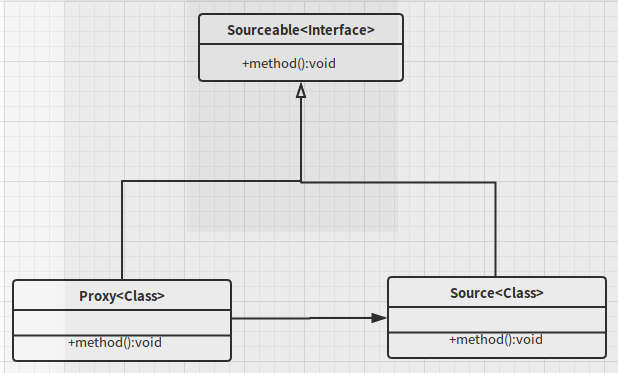 Sourceable<Interface>
+method():void
Proxy<Class>
+method():void
Source<Class>
+method():void